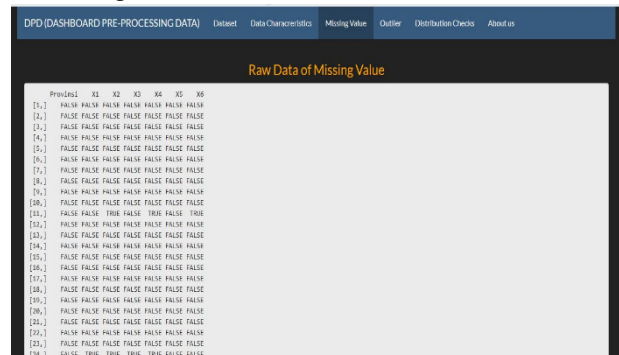 DPD (DASHBOARD PRE-PROCESSING DATA) Dataset Data Characreristics Missing Value Outlier Distribution Checks About us
Raw Data of Missing Value
Provinsi X1 X2 X3 X4 X5 X6
[1,] FALSE FALSE FALSE FALSE FALSE FALSE FALSE
[2,] FALSE FALSE FALSE FALSE FALSE FALSE FALSE
[3,] FALSE FALSE FALSE FALSE FALSE FALSE FALSE
[4,] FALSE FALSE FALSE FALSE FALSE FALSE FALSE
[5,] FALSE FALSE FALSE FALSE FALSE FALSE FALSE
[6,] FALSE FALSE FALSE FALSE FALSE FALSE FALSE
[7,] FALSE FALSE FALSE FALSE FALSE FALSE FALSE
[8,] FALSE FALSE FALSE FALSE FALSE FALSE FALSE
[9,] FALSE FALSE FALSE FALSE FALSE FALSE FALSE
[10,] FALSE FALSE FALSE FALSE FALSE FALSE FALSE
[11,] FALSE FALSE TRUE FALSE TRUE FALSE TRUE
[12,] FALSE FALSE FALSE FALSE FALSE FALSE FALSE
[13,] FALSE FALSE FALSE FALSE FALSE FALSE FALSE
[14,] FALSE FALSE FALSE FALSE FALSE FALSE FALSE
[15,] FALSE FALSE FALSE FALSE FALSE FALSE FALSE
[16,] FALSE FALSE FALSE FALSE FALSE FALSE FALSE
[17,] FALSE FALSE FALSE FALSE FALSE FALSE FALSE
[18,] FALSE FALSE FALSE FALSE FALSE FALSE FALSE
[19,] FALSE FALSE FALSE FALSE FALSE FALSE FALSE
[20,] FALSE FALSE FALSE FALSE FALSE FALSE FALSE
[21,] FALSE FALSE FALSE FALSE FALSE FALSE FALSE
[22,] FALSE FALSE FALSE FALSE FALSE FALSE FALSE
[23,] FALSE FALSE FALSE FALSE FALSE FALSE FALSE
[24,] FALSE TRUE TRUE TRUE TRUE FALSE FALSE